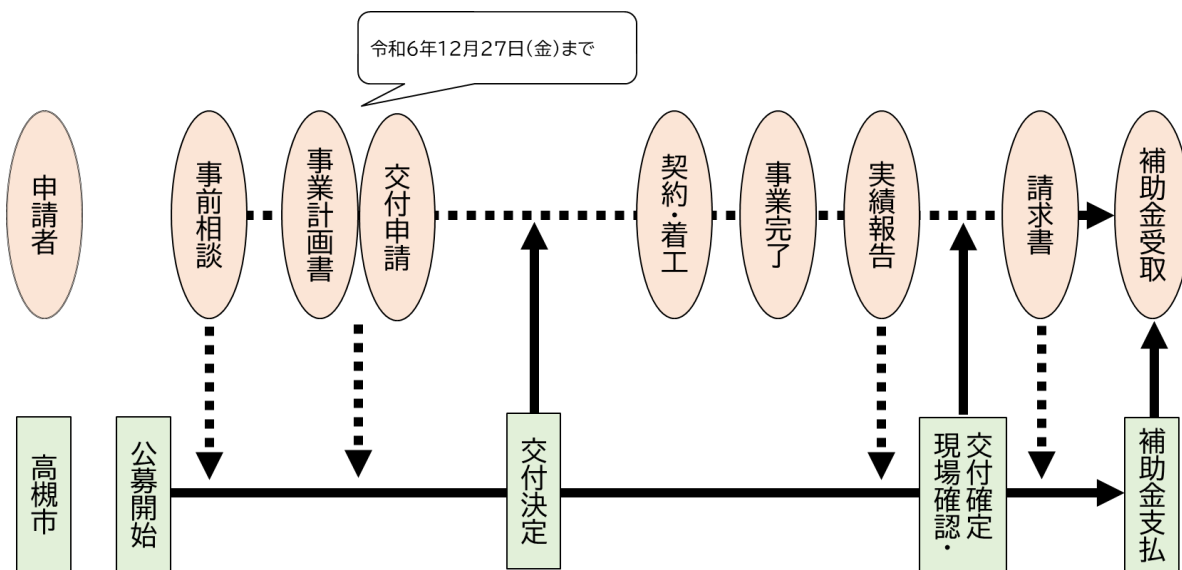 令和6年12月27日(金)まで
申請者
事前相談
事業計画書
交付申請
契約・着工
事業完了
実績報告
請求書
補助金受取
高槻市
公募開始
交付決定
交付確定
現場確認・
補助金支払